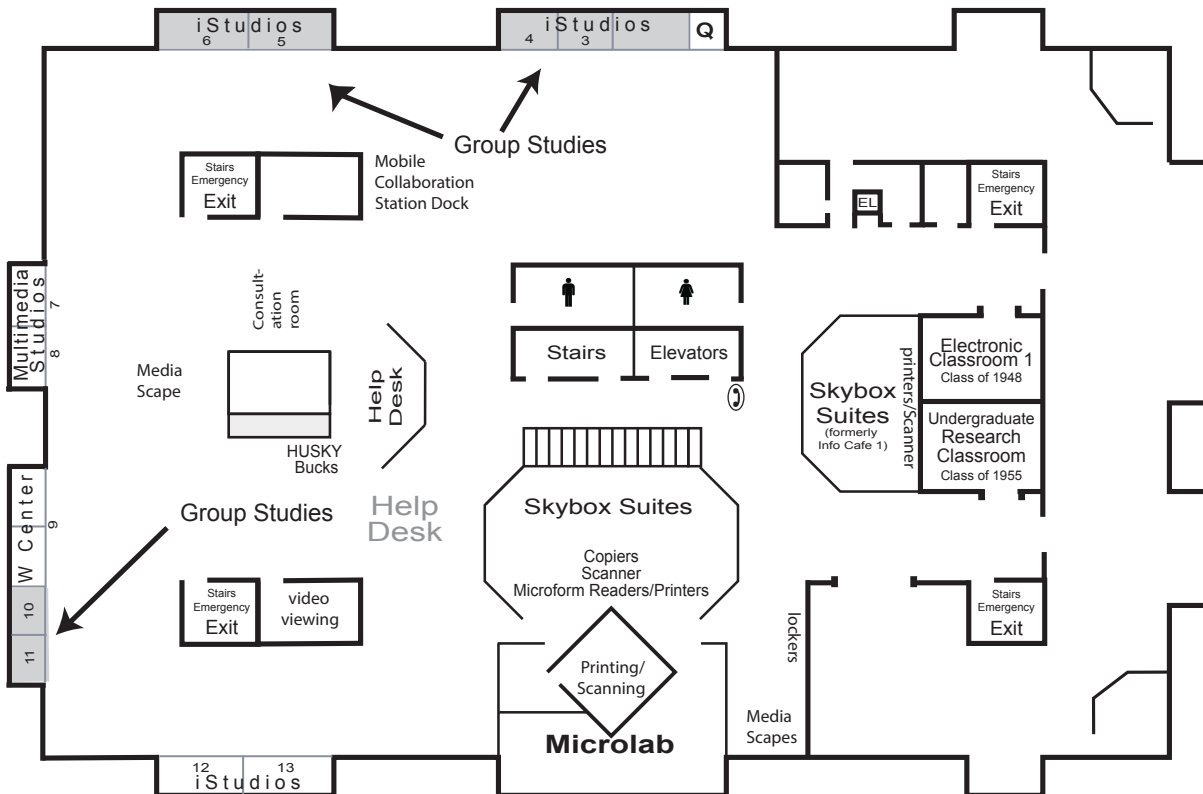 iStudios
6 5
iStudios
4 3
Q
Group Studies
Stairs
Emergency
Exit
Mobile
Collaboration
Station Dock
EL
Stairs
Emergency
Exit
Multimedia
Studios
7
8
Consult-
ation
room
Media
Scape
Help
Desk
HUSKY
Bucks
Stairs
Elevators
Skybox
Suites
(formerly
Info Cafe 1)
printers/Scanner
Electronic
Classroom 1
Class of 1948
Undergraduate
Research
Classroom
Class of 1955
W Center
9
10
11
Group Studies
Help
Desk
Skybox Suites
Copiers
Scanner
Microform Readers/Printers
Stairs
Emergency
Exit
video
viewing
Printing/
Scanning
Microlab
lockers
Media
Scapes
Stairs
Emergency
Exit
12 13
iStudios